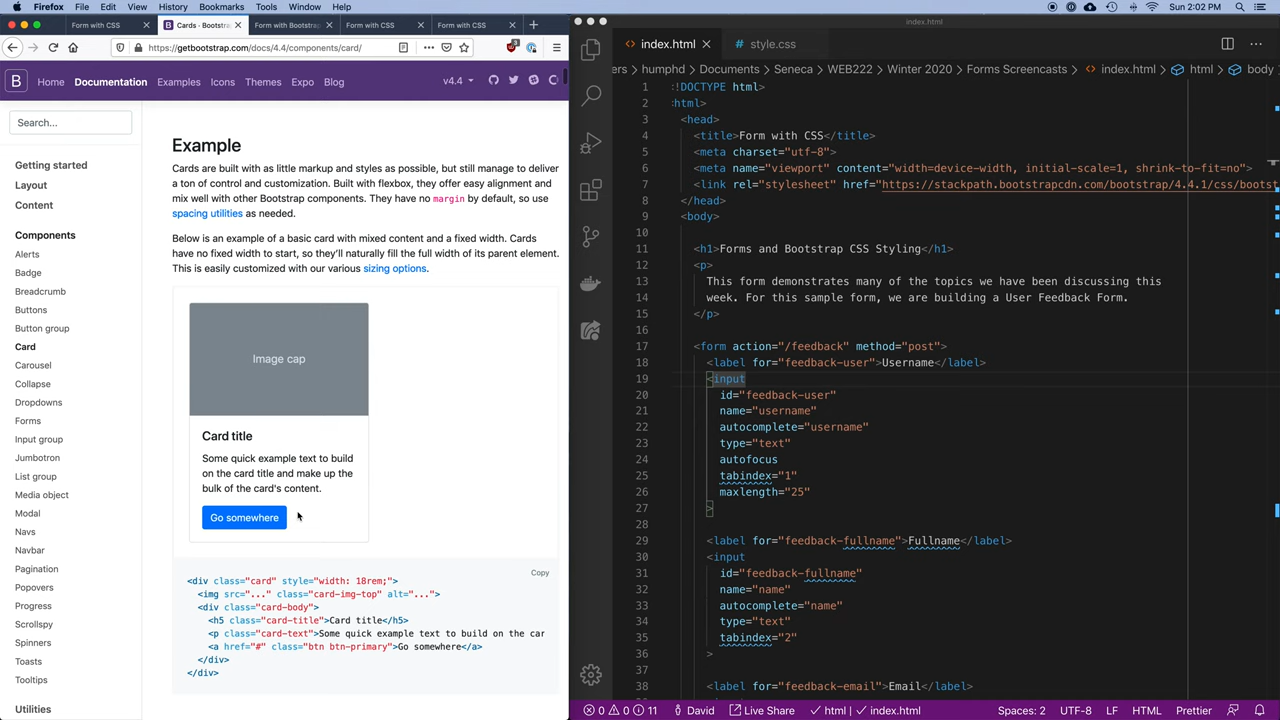 Firefox File Edit View History Bookmarks Tools Window Help
Sun 2:02 PM
Form with CSS
Cards · Bootstrap
Form with Bootstrap
Form with CSS
Form with CSS
https://getbootstrap.com/docs/4.4/components/card/
3
B Home Documentation Examples Icons Themes Expo Blog v4.4
Search...
Getting started
Layout
Content
Components
Alerts
Badge
Breadcrumb
Buttons
Button group
Card
Carousel
Collapse
Dropdowns
Forms
Input group
Jumbotron
List group
Media object
Modal
Navs
Navbar
Pagination
Popovers
Progress
Scrollspy
Spinners
Toasts
Tooltips
Utilities
Example
Cards are built with as little markup and styles as possible, but still manage to deliver
a ton of control and customization. Built with flexbox, they offer easy alignment and
mix well with other Bootstrap components. They have no margin by default, so use
spacing utilities as needed.
Below is an example of a basic card with mixed content and a fixed width. Cards
have no fixed width to start, so they'll naturally fill the full width of its parent element.
This is easily customized with our various sizing options.
Image cap
Card title
Some quick example text to build
on the card title and make up the
bulk of the card's content.
Go somewhere
Copy
<div class="card" style="width: 18rem;">
<img src="..." class="card-img-top" alt="...">
<div class="card-body">
<h5 class="card-title">Card title</h5>
<p class="card-text">Some quick example text to build on the car
<a href="#" class="btn btn-primary">Go somewhere</a>
</div>
</div>
index.html
index.html
style.css
ers > humphd > Documents > Seneca > WEB222 > Winter 2020 > Forms Screencasts > index.html > html > body
1 !DOCTYPE html>
2 html>
3 <head>
4 <title>Form with CSS</title>
5 <meta charset="utf-8">
6 <meta name="viewport" content="width=device-width, initial-scale=1, shrink-to-fit=no">
7 <link rel="stylesheet" href="https://stackpath.bootstrapcdn.com/bootstrap/4.4.1/css/bootst
8 </head>
9 <body>
10
11 <h1>Forms and Bootstrap CSS Styling</h1>
12 <p>
13 This form demonstrates many of the topics we have been discussing this
14 week. For this sample form, we are building a User Feedback Form.
15 </p>
16
17 <form action="/feedback" method="post">
18 <label for="feedback-user">Username</label>
19 <input
20 id="feedback-user"
21 name="username"
22 autocomplete="username"
23 type="text"
24 autofocus
25 tabindex="1"
26 maxlength="25"
27 >
28
29 <label for="feedback-fullname">Fullname</label>
30 <input
31 id="feedback-fullname"
32 name="name"
33 autocomplete="name"
34 type="text"
35 tabindex="2"
36 >
37
38 <label for="feedback-email">Email</label>
0 0 11 David Live Share html index.html Spaces: 2 UTF-8 LF HTML Prettier